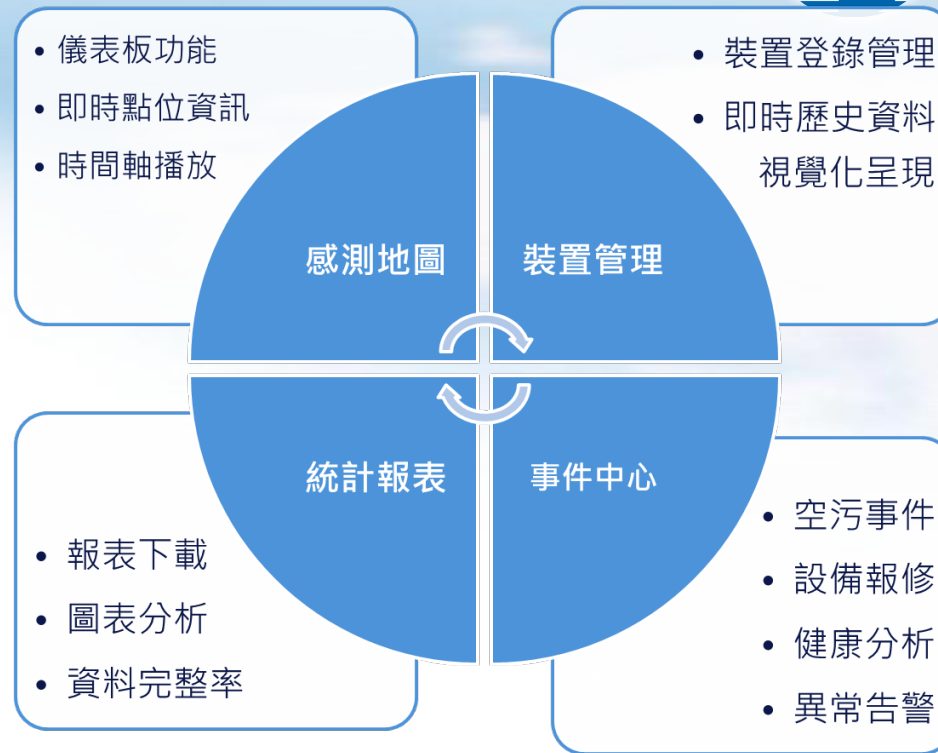 • 儀表板功能
• 即時點位資訊
• 時間軸播放
• 裝置登錄管理
• 即時歷史資料
視覺化呈現
感測地圖
裝置管理
統計報表
事件中心
• 報表下載
• 圖表分析
• 資料完整率
• 空污事件
• 設備報修
• 健康分析
• 異常告警